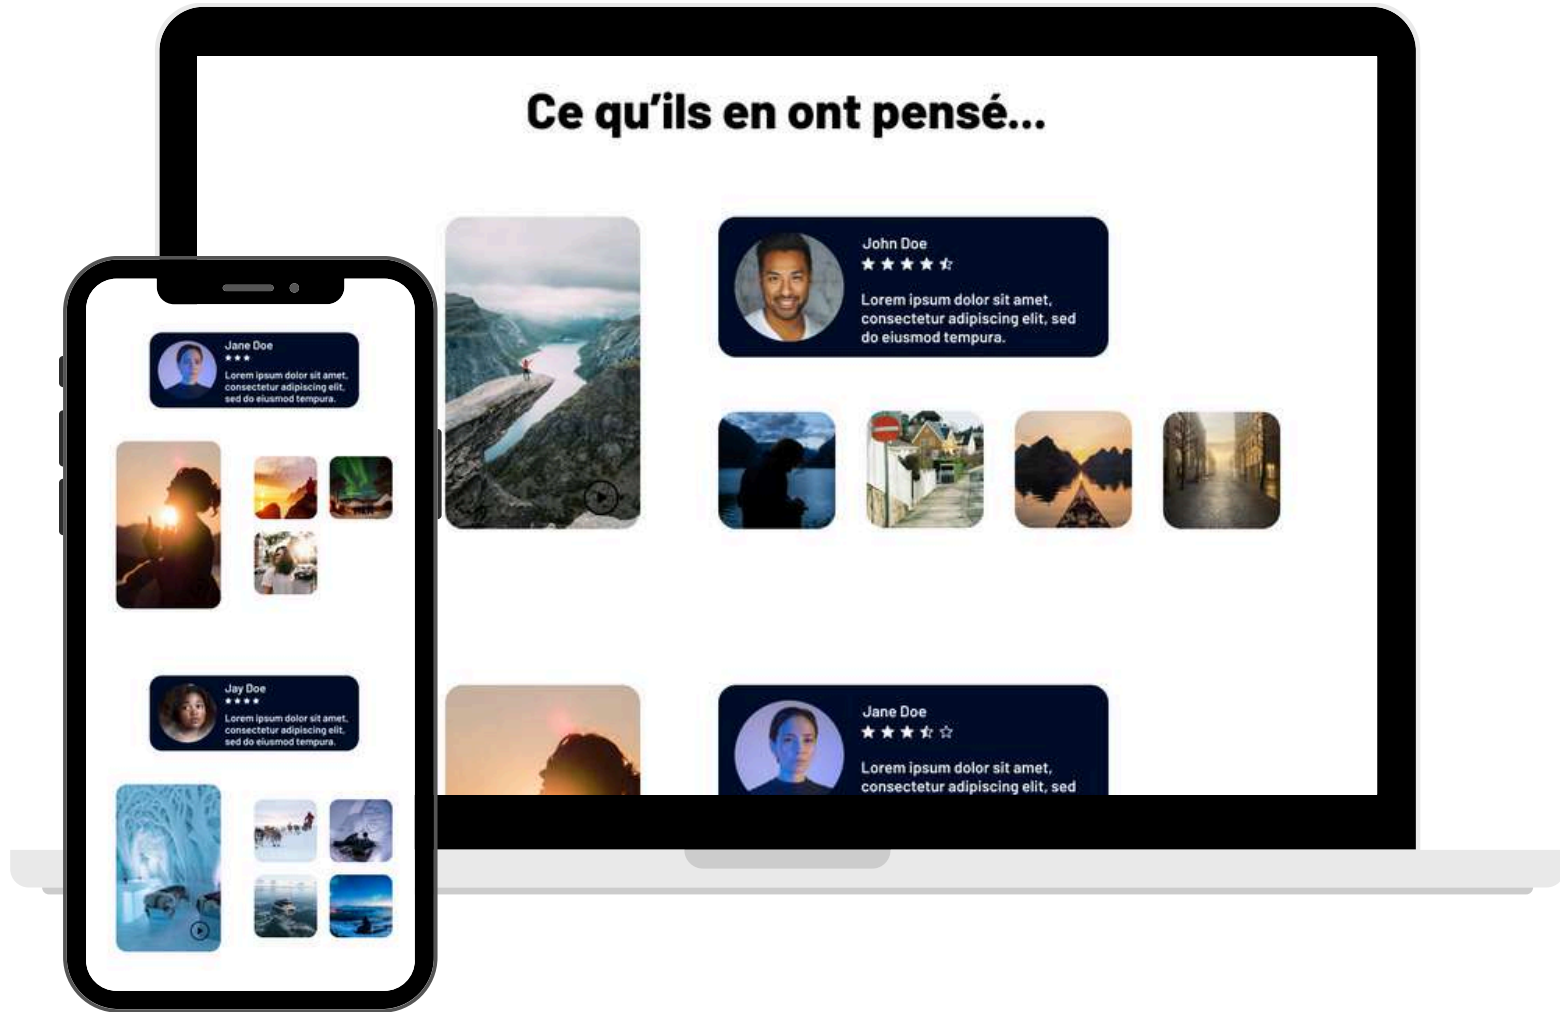 Ce qu’ils en ont pensé...
John Doe
Lorem ipsum dolor sit amet,
consectetur adipiscing elit, sed
do eiusmod tempura.
Jane Doe
Lorem ipsum dolor sit amet,
consectetur adipiscing elit, sed
Jane Doe
Lorem ipsum dolor sit amet,
consectetur adipiscing elit,
sed do eiusmod tempura.
Jay Doe
Lorem ipsum dolor sit amet,
consectetur adipiscing elit,
sed do eiusmod tempura.